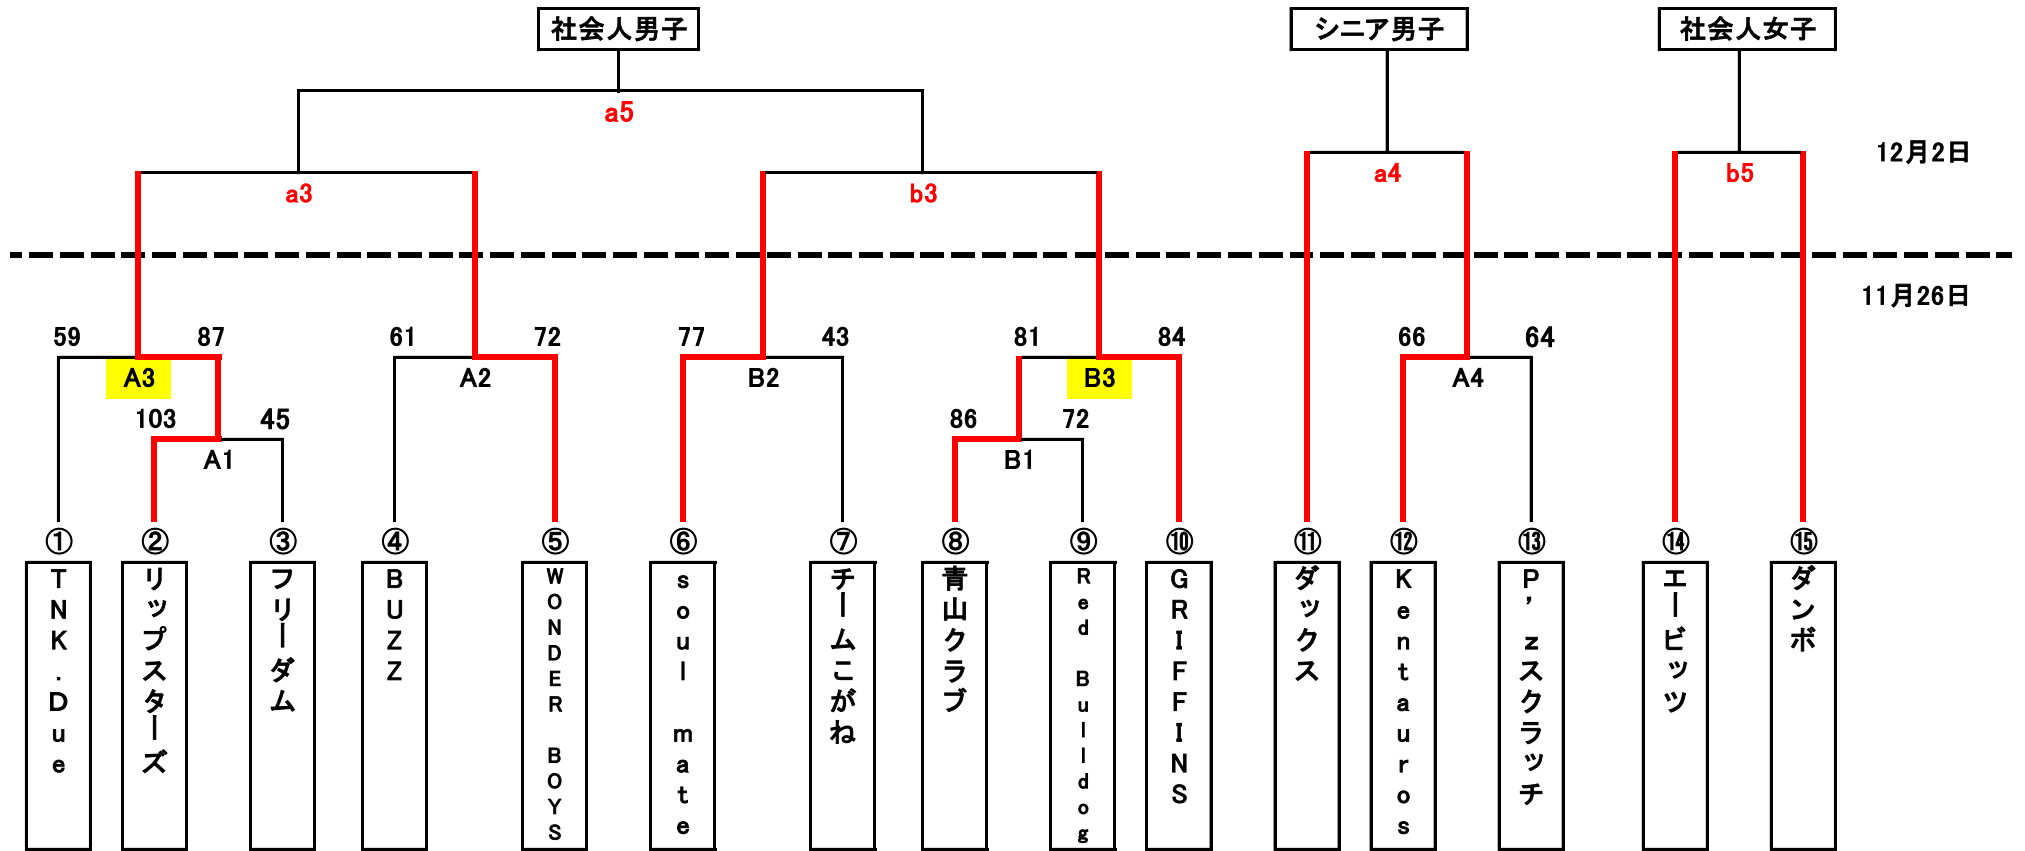 社会人男子
シニア男子
社会人女子
a5
12月2日
a4
b5
a3
b3
11月26日
59 87
61 72
77 43
81 84
66 64
A3
A2
B2
B3
A4
103 45
86 72
A1
B1
①
②
③
④
⑤
⑥
⑦
⑧
⑨
⑩
⑪
⑫
⑬
⑭
⑮
TNK.Due
リップスターズ
フリーダム
BUZZ
WONDER BOYS
soul mate
チームこがね
青山クラブ
Red Bulldog
GRIFFINS
ダックス
Kentauros
P’zスクラッチ
エービッツ
ダンボ